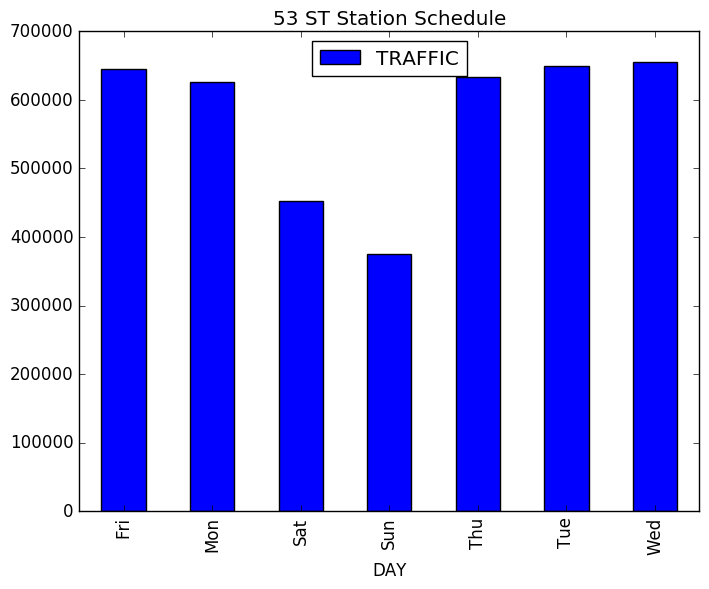 53 ST Station Schedule
TRAFFIC
700000
600000
500000
400000
300000
200000
100000
0
Fri
Mon
Sat
Sun
Thu
Tue
Wed
DAY